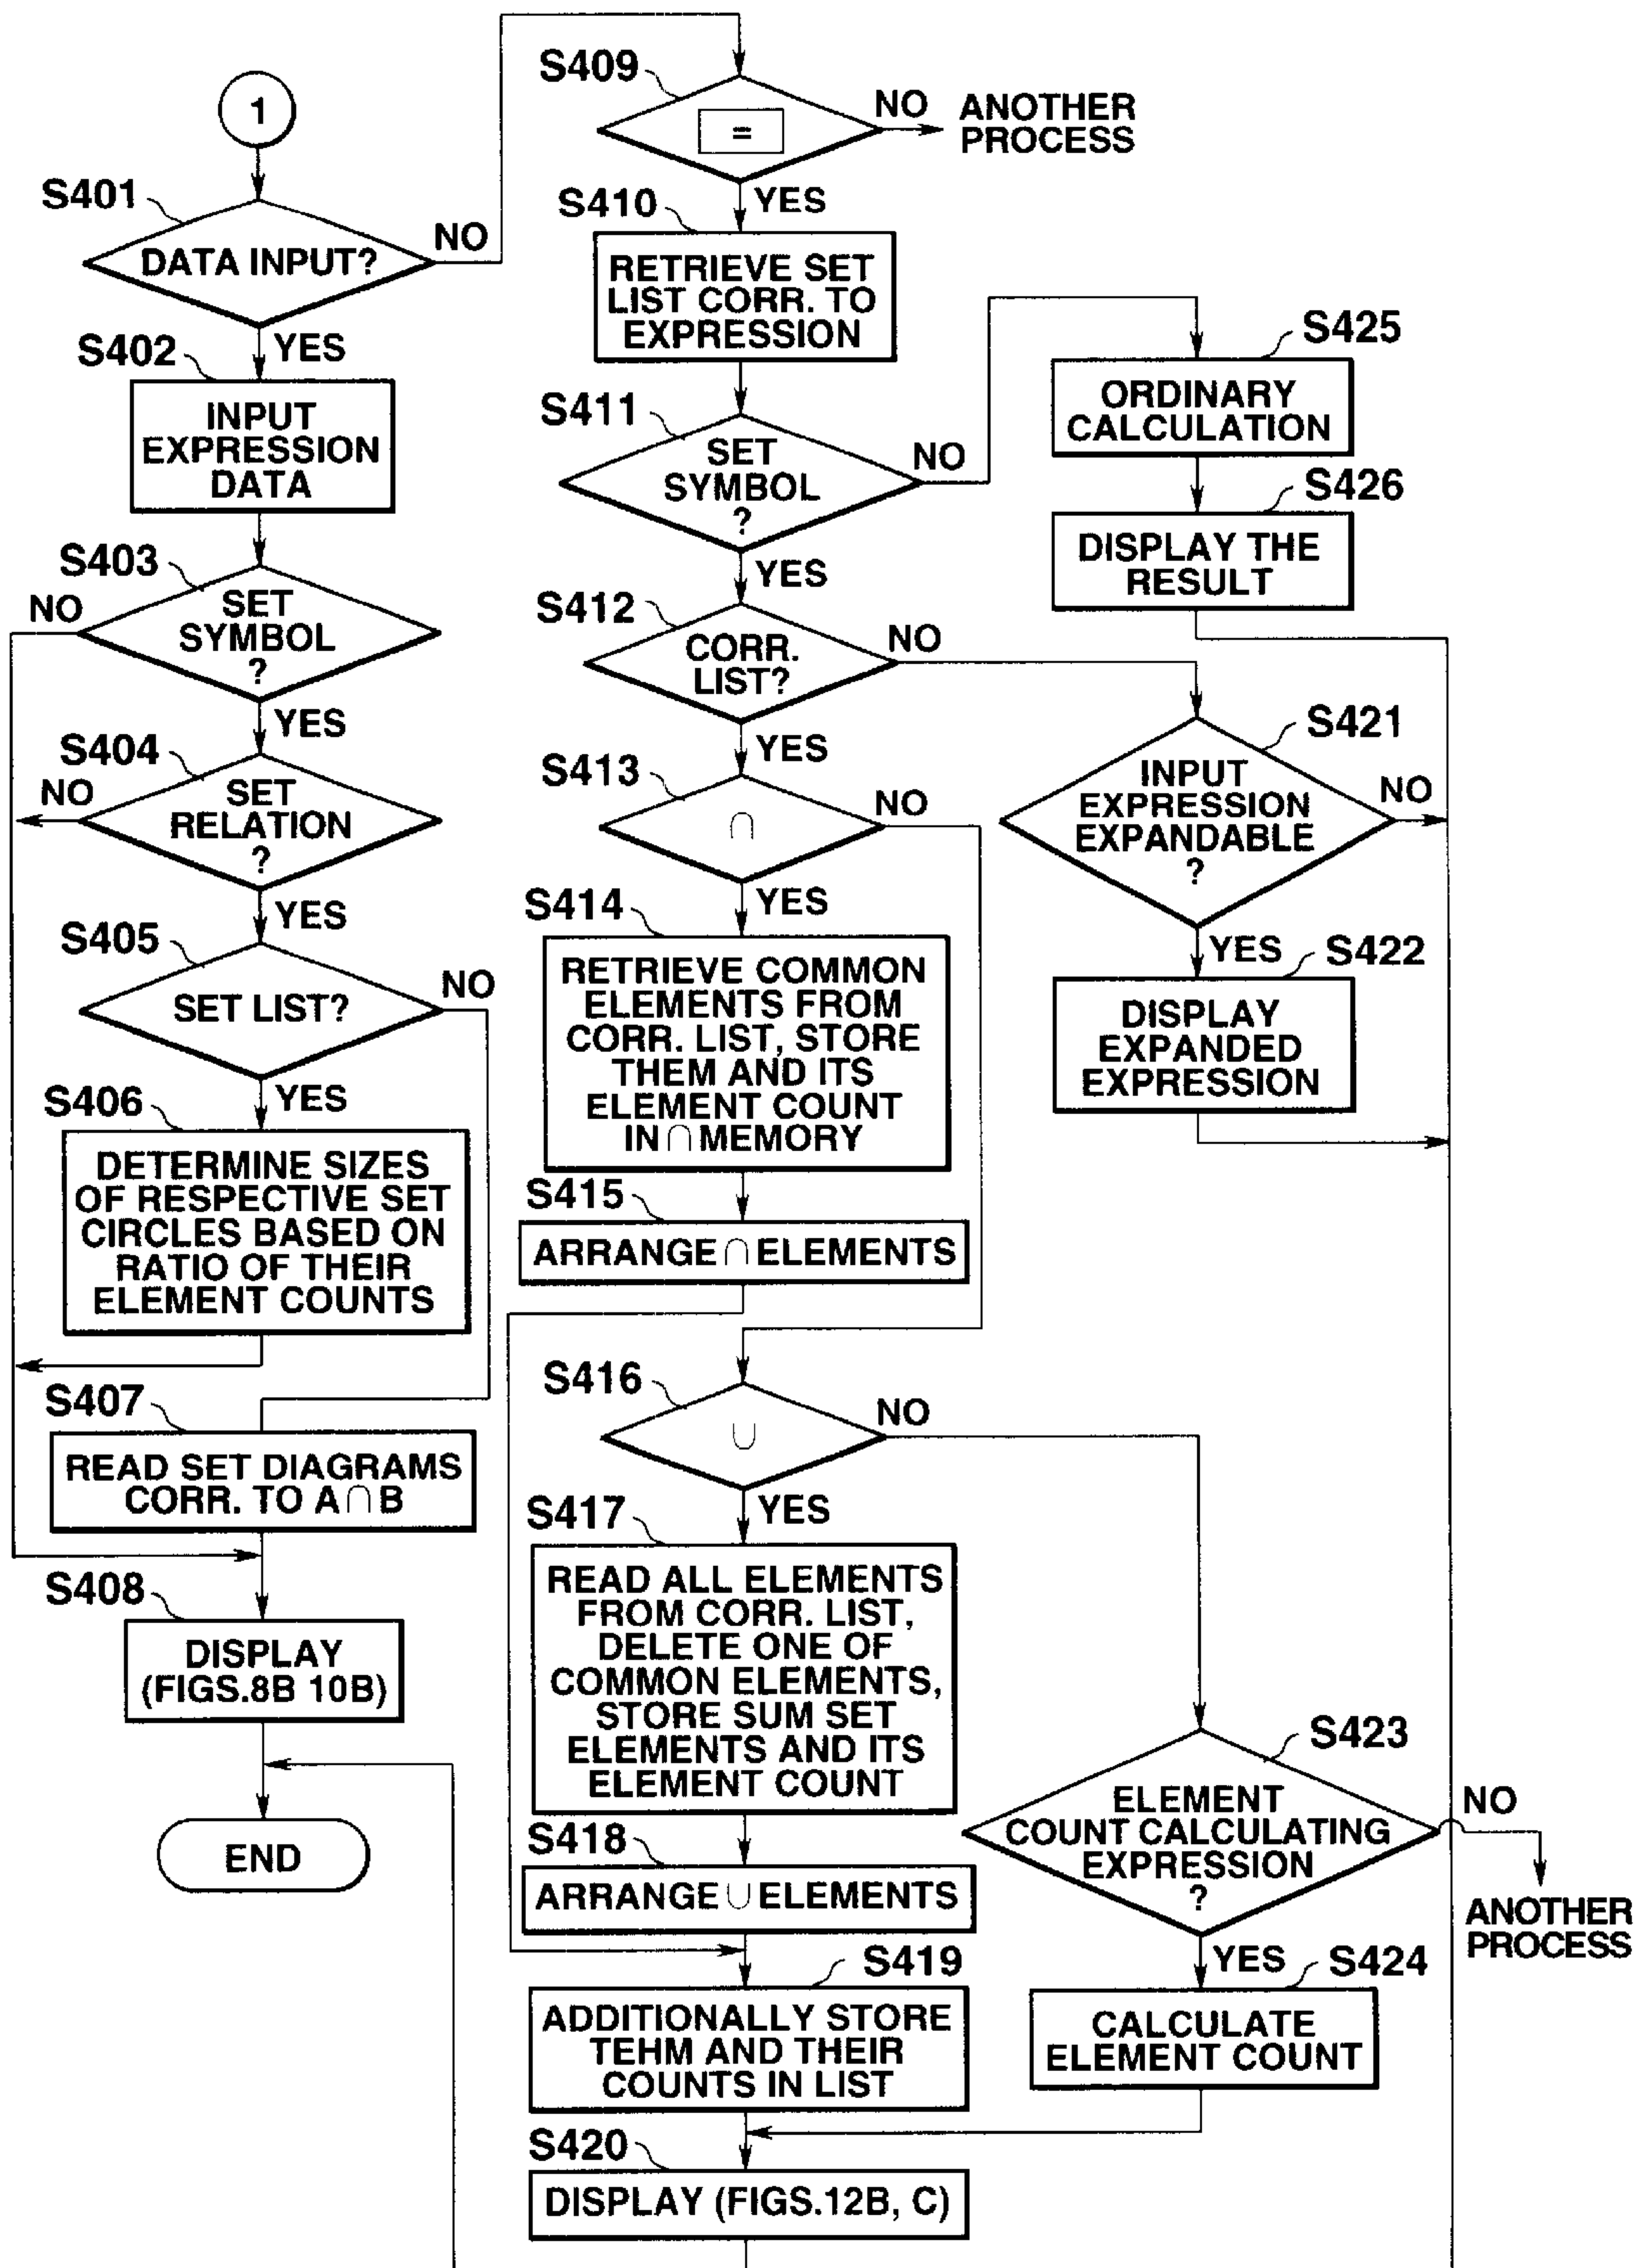 1
S401
DATA INPUT?
NO
YES
S402
INPUT
EXPRESSION
DATA
S403
NO
SET
SYMBOL
?
YES
S404
NO
SET
RELATION
?
YES
S405
NO
SET LIST?
YES
S406
DETERMINE SIZES
OF RESPECTIVE SET
CIRCLES BASED ON
RATIO OF THEIR
ELEMENT COUNTS
S407
READ SET DIAGRAMS
CORR. TO A∩B
S408
DISPLAY
(FIGS.8B 10B)
END
S409
=
NO
ANOTHER
PROCESS
YES
S410
RETRIEVE SET
LIST CORR. TO
EXPRESSION
S411
SET
SYMBOL
?
NO
YES
S412
CORR.
LIST?
NO
YES
S413
∩
NO
YES
S414
RETRIEVE COMMON
ELEMENTS FROM
CORR. LIST, STORE
THEM AND ITS
ELEMENT COUNT
IN∩MEMORY
S415
ARRANGE∩ELEMENTS
S416
∪
NO
YES
S417
READ ALL ELEMENTS
FROM CORR. LIST,
DELETE ONE OF
COMMON ELEMENTS,
STORE SUM SET
ELEMENTS AND ITS
ELEMENT COUNT
S418
ARRANGE∪ELEMENTS
S419
ADDITIONALLY STORE
TEHM AND THEIR
COUNTS IN LIST
S420
DISPLAY (FIGS.12B, C)
S425
ORDINARY
CALCULATION
S426
DISPLAY THE
RESULT
S421
INPUT
EXPRESSION
EXPANDABLE
?
NO
YES
S422
DISPLAY
EXPANDED
EXPRESSION
S423
ELEMENT
COUNT CALCULATING
EXPRESSION
?
NO
ANOTHER
PROCESS
YES
S424
CALCULATE
ELEMENT COUNT